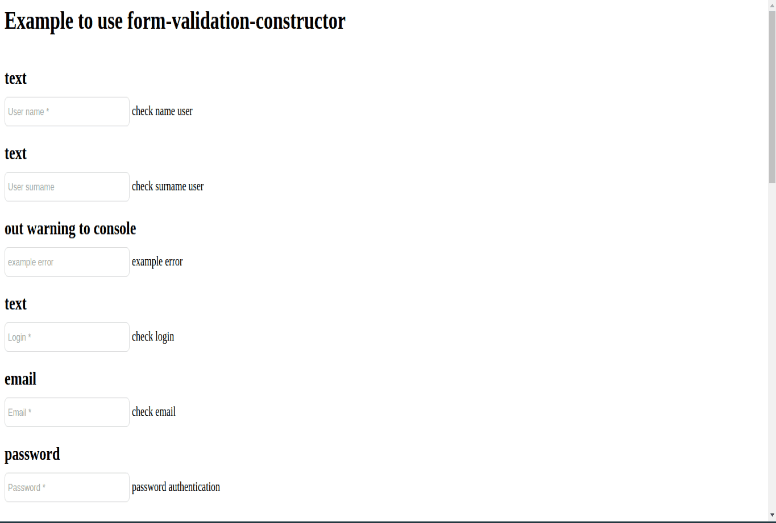 Example to use form-validation-constructor
text
User name * check name user
text
User surname check surname user
out warning to console
example error example error
text
Login * check login
email
Email * check email
password
Password * password authentication